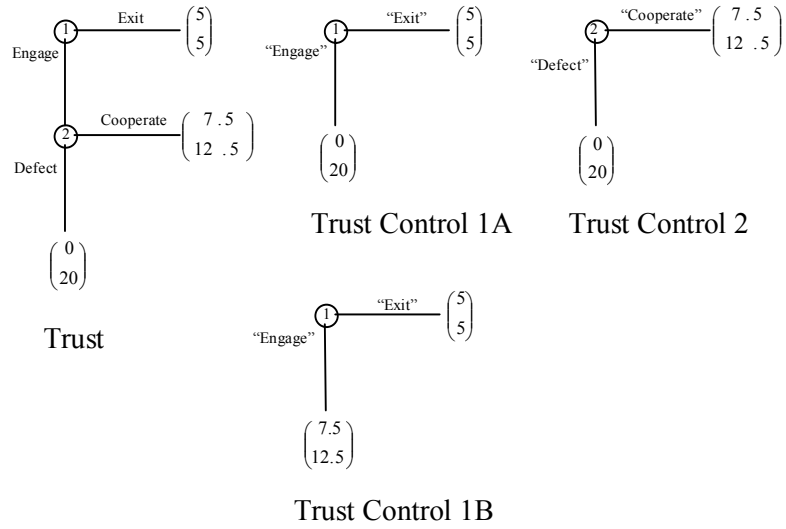 1
Exit
5
5
Engage
2
Cooperate
7.5
12.5
Defect
0
20
Trust
1
"Exit"
5
5
"Engage"
0
20
Trust Control 1A
2
"Cooperate"
7.5
12.5
"Defect"
0
20
Trust Control 2
1
"Exit"
5
5
"Engage"
7.5
12.5
Trust Control 1B